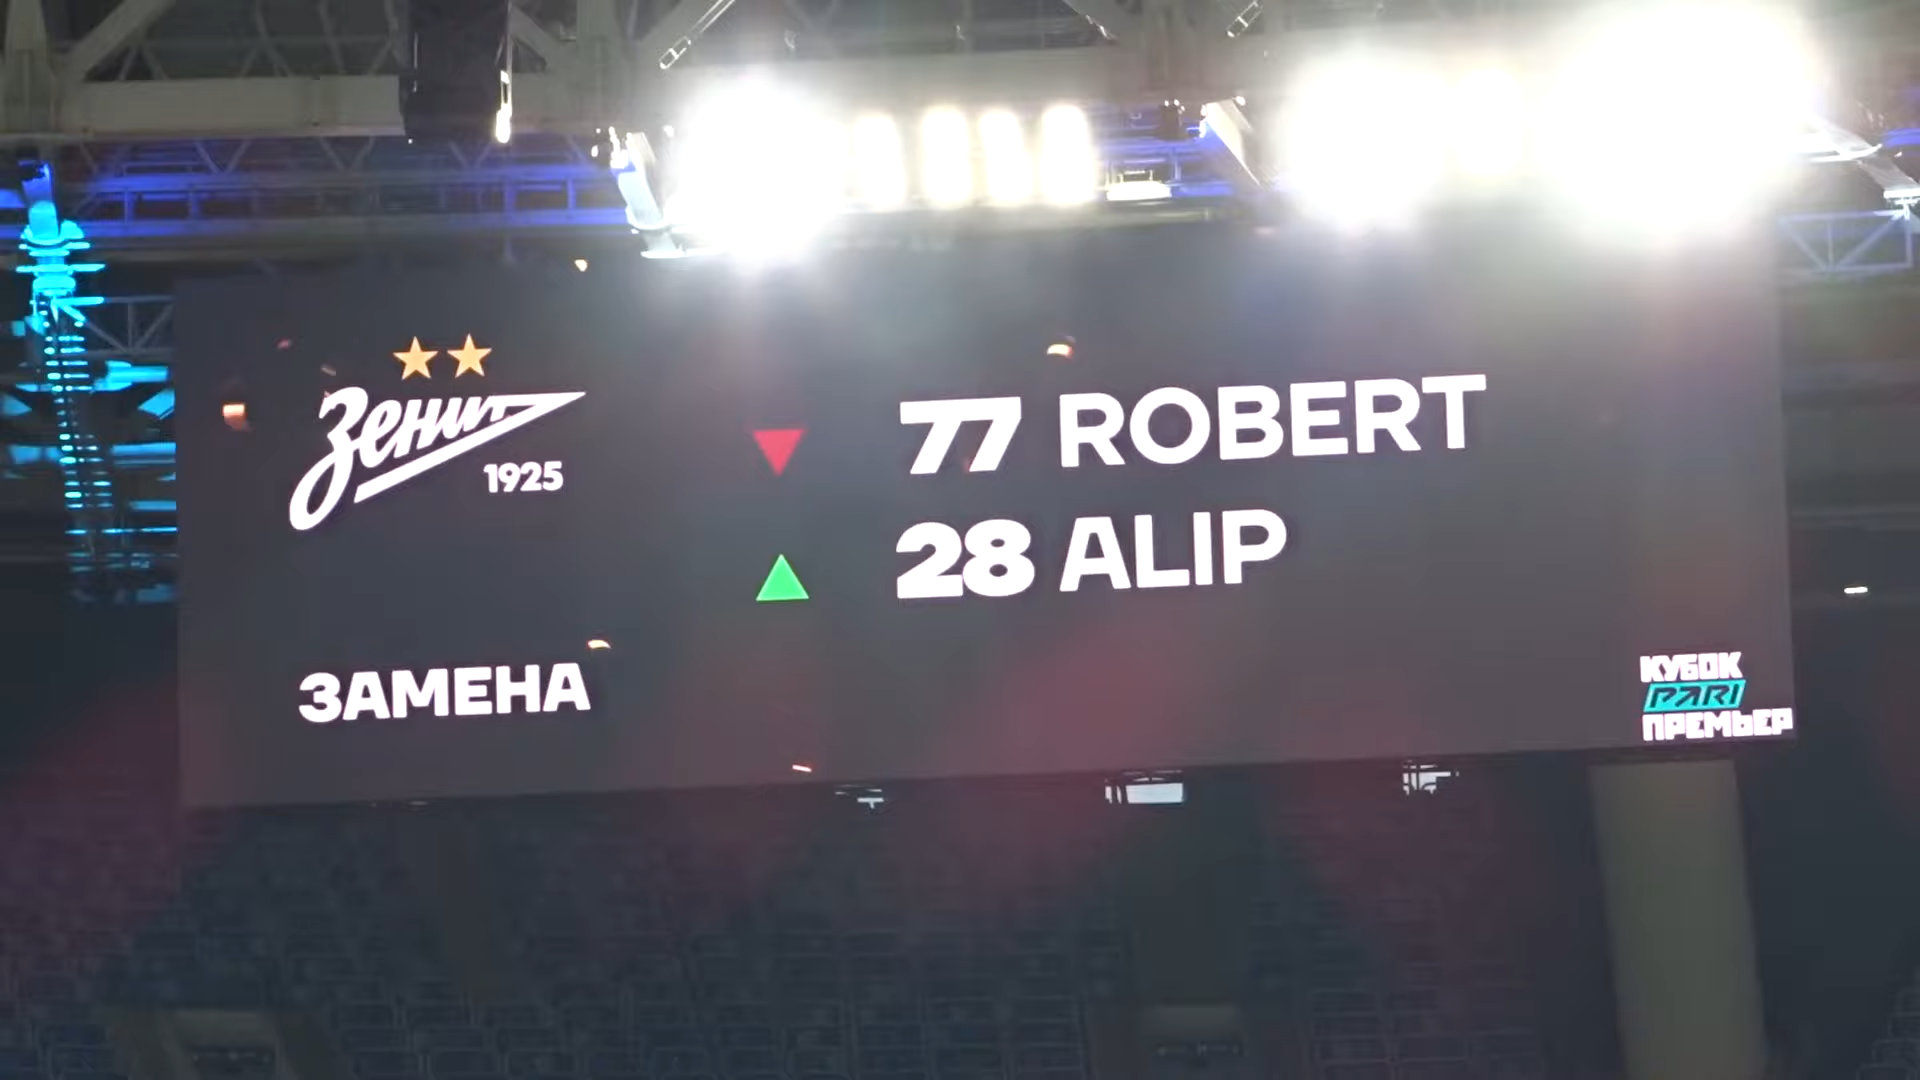 Зенит
1925
77 ROBERT
28 ALIP
ЗАМЕНА
КУБОК
PARI
ПРЕМЬЕР